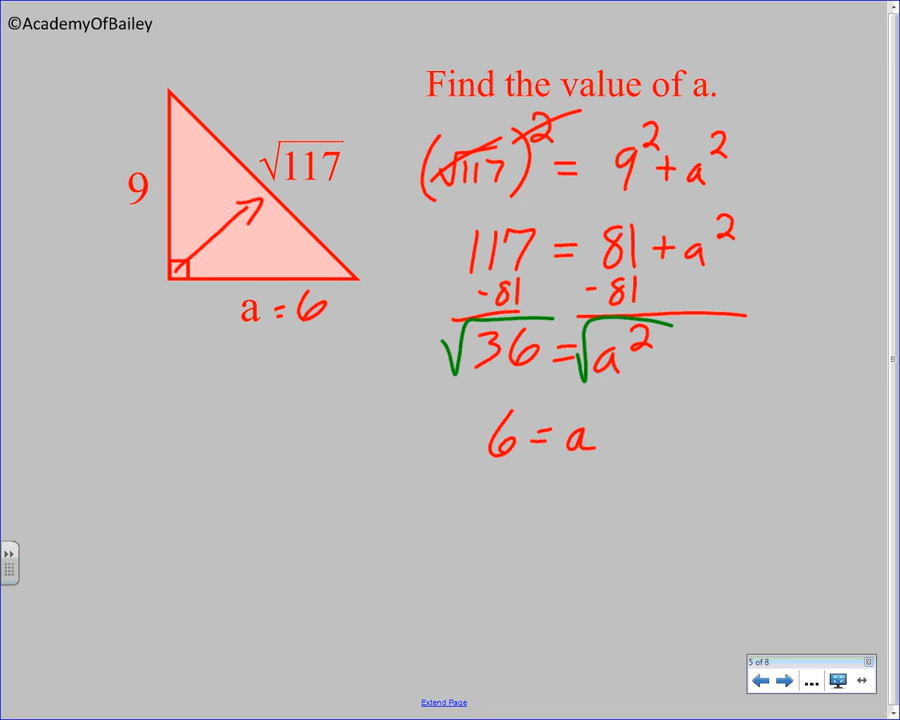 ©AcademyOfBailey
Find the value of a.
9
√117
a = 6
(√117)² = 9² + a²
117 = 81 + a²
-81 -81
√36 = √a²
6 = a
5 of 8
...
Extend Page